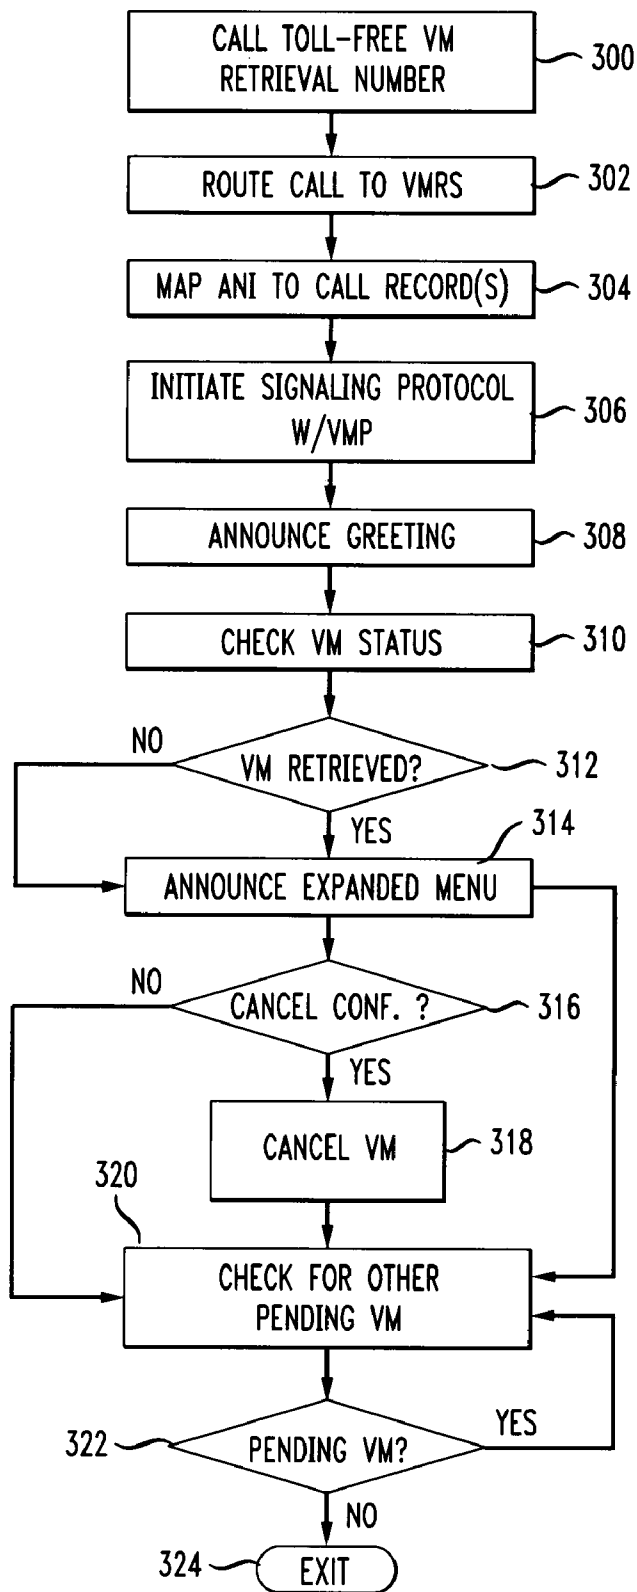 CALL TOLL-FREE VM
RETRIEVAL NUMBER
300
ROUTE CALL TO VMRS
302
MAP ANI TO CALL RECORD(S)
304
INITIATE SIGNALING PROTOCOL
W/VMP
306
ANNOUNCE GREETING
308
CHECK VM STATUS
310
NO
VM RETRIEVED?
312
YES
314
ANNOUNCE EXPANDED MENU
NO
CANCEL CONF. ?
316
YES
CANCEL VM
318
320
CHECK FOR OTHER
PENDING VM
322
PENDING VM?
YES
NO
324
EXIT